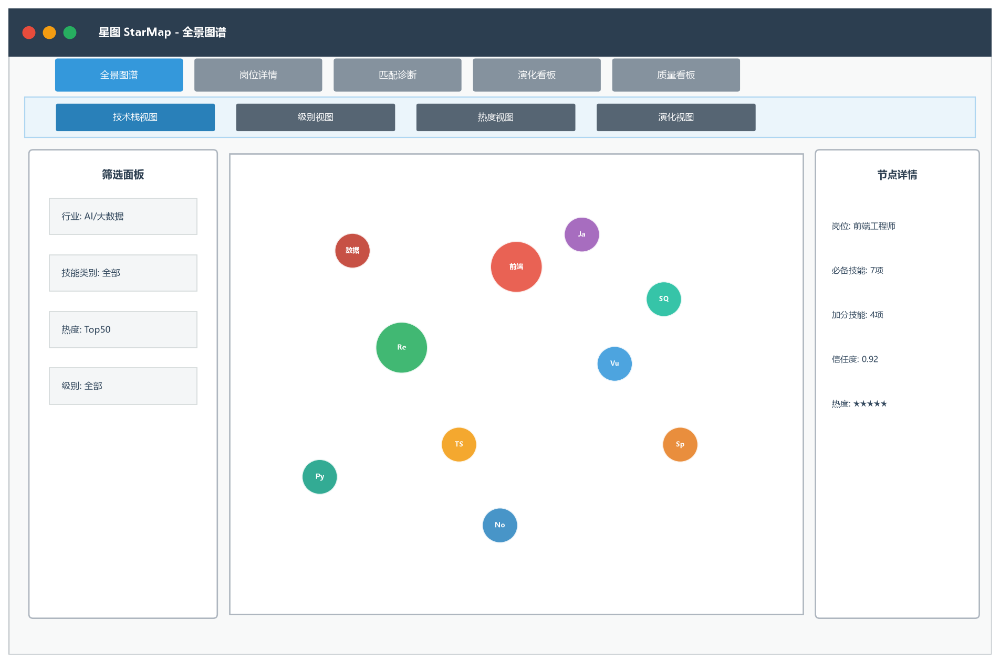 星图 StarMap - 全景图谱
全景图谱
岗位详情
匹配诊断
演化看板
质量看板
技术栈视图
级别视图
热度视图
演化视图
筛选面板
行业: AI/大数据
技能类别: 全部
热度: Top50
级别: 全部
数据
Ja
前端
SQ
Re
Vu
TS
Sp
Py
No
节点详情
岗位: 前端工程师
必备技能: 7项
加分技能: 4项
信任度: 0.92
热度: ★★★★★